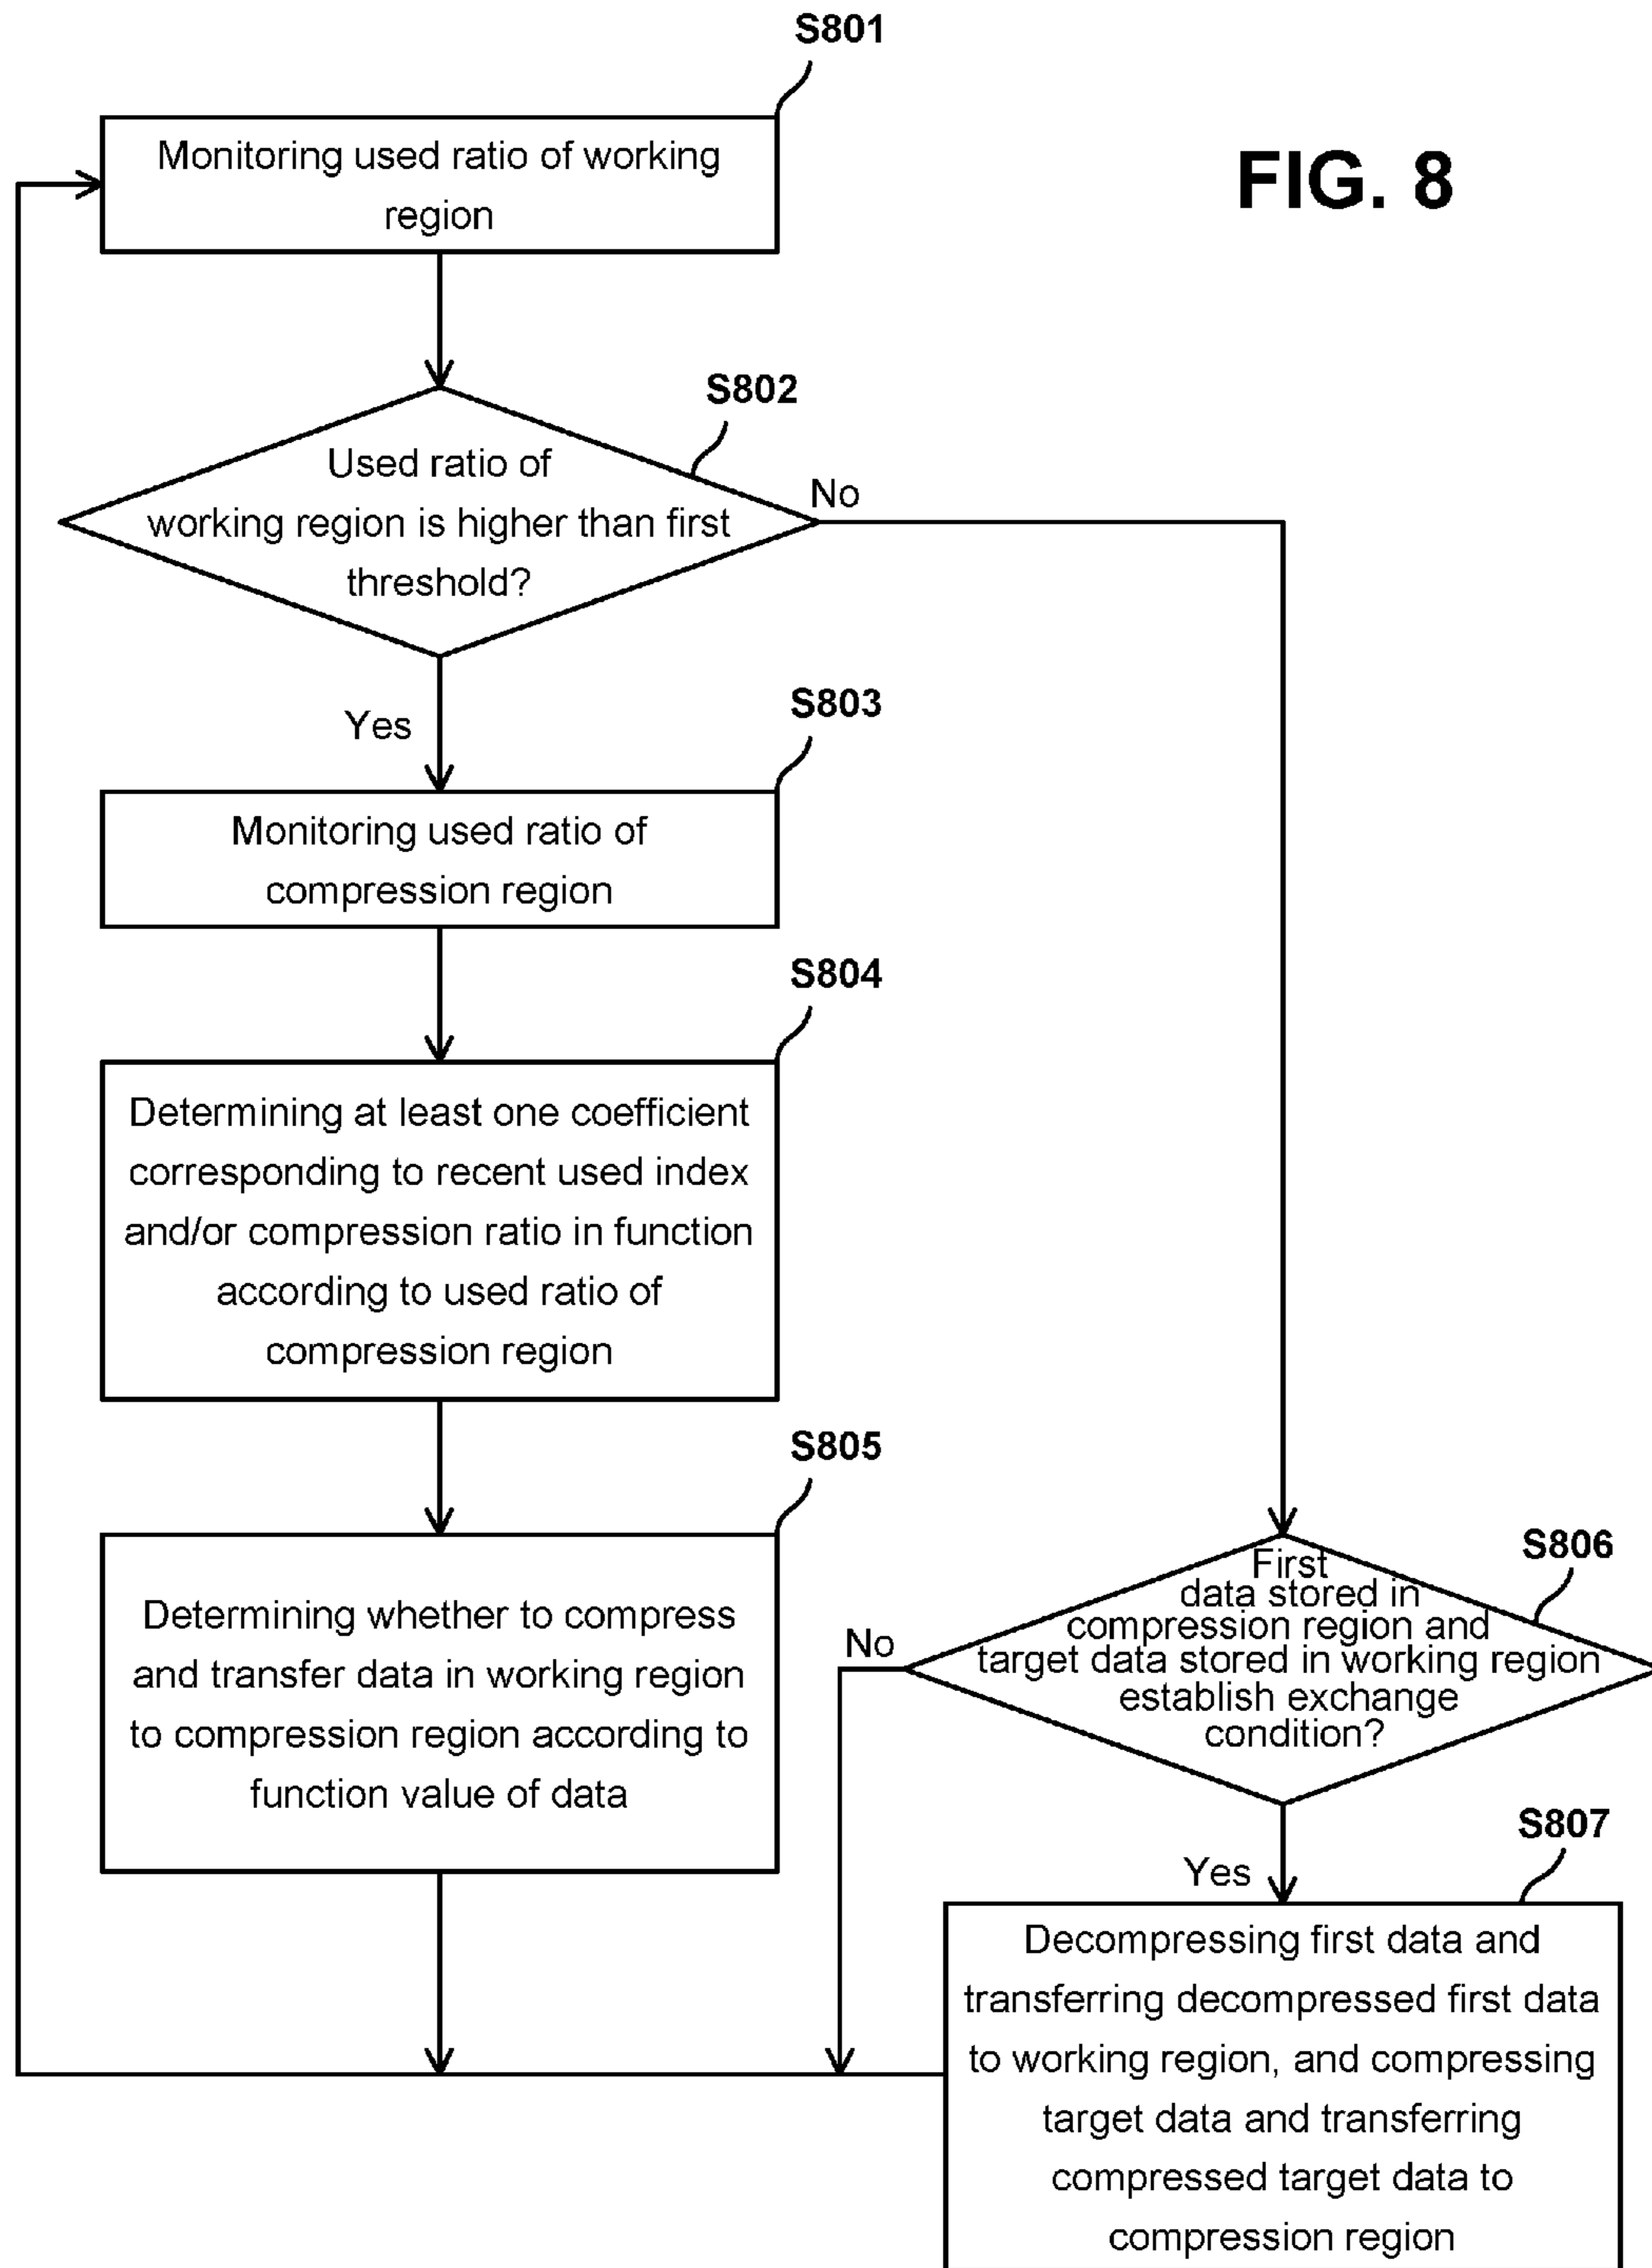 S801
Monitoring used ratio of working
region
FIG. 8
S802
Used ratio of
working region is higher than first
threshold?
No
Yes
S803
Monitoring used ratio of
compression region
S804
Determining at least one coefficient
corresponding to recent used index
and/or compression ratio in function
according to used ratio of
compression region
S805
Determining whether to compress
and transfer data in working region
to compression region according to
function value of data
S806
First
data stored in
compression region and
target data stored in working region
establish exchange
condition?
No
Yes
S807
Decompressing first data and
transferring decompressed first data
to working region, and compressing
target data and transferring
compressed target data to
compression region